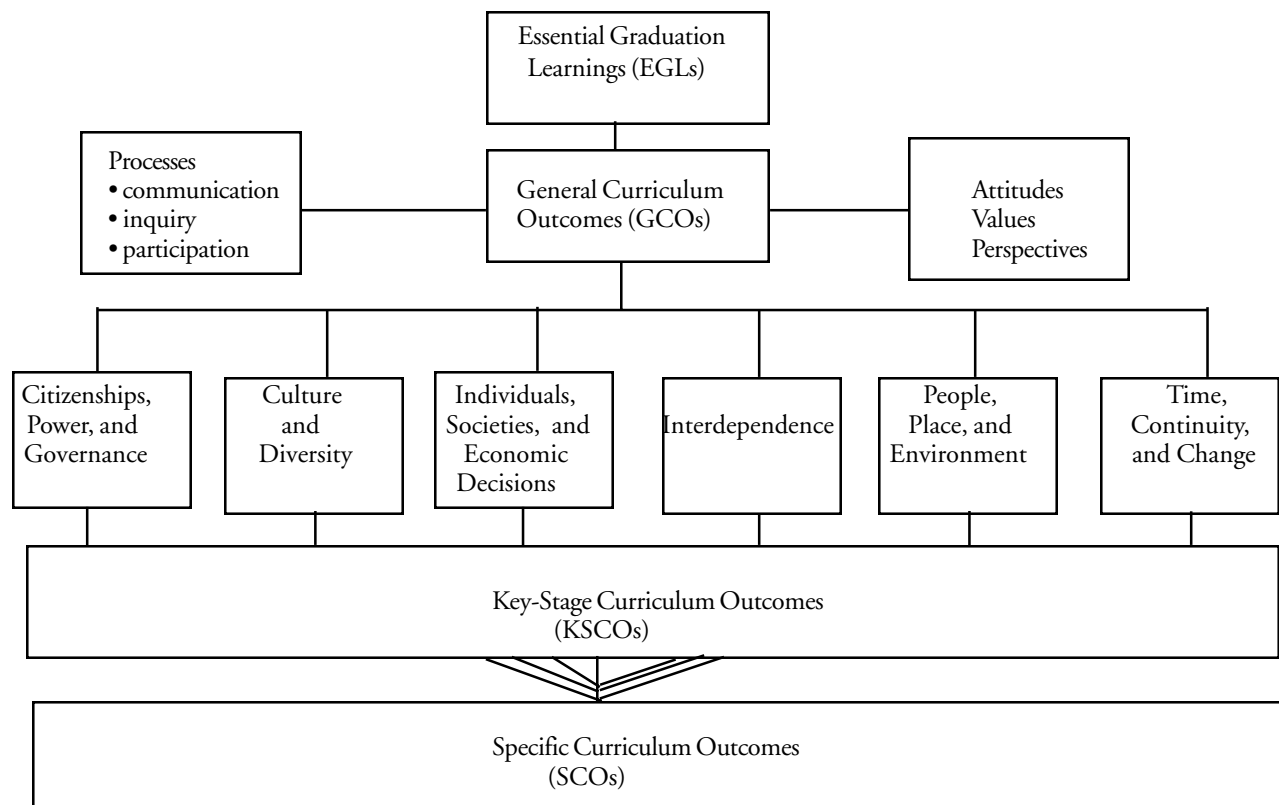 Essential Graduation
Learnings (EGLs)
Processes
• communication
• inquiry
• participation
General Curriculum
Outcomes (GCOs)
Attitudes
Values
Perspectives
Citizenships,
Power, and
Governance
Culture
and
Diversity
Individuals,
Societies, and
Economic
Decisions
Interdependence
People,
Place, and
Environment
Time,
Continuity,
and Change
Key-Stage Curriculum Outcomes
(KSCOs)
Specific Curriculum Outcomes
(SCOs)